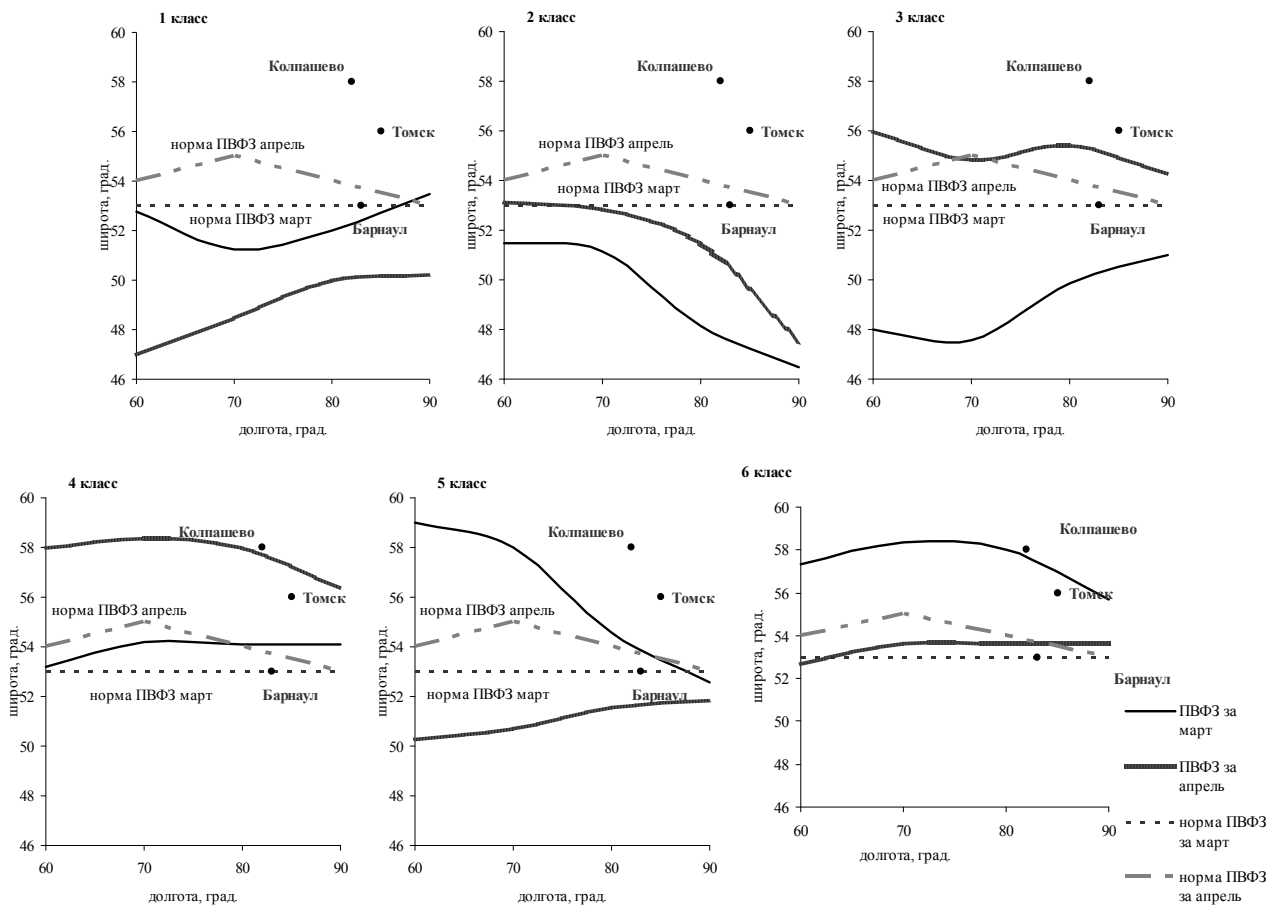 1 класс
60
58
56
54
52
50
48
46
широта, град.
Колпашево
Томск
норма ПВФЗ апрель
норма ПВФЗ март
Барнаул
60
70
80
90
долгота, град.
2 класс
60
58
56
54
52
50
48
46
широта, град.
Колпашево
Томск
норма ПВФЗ апрель
норма ПВФЗ март
Барнаул
60
70
80
90
долгота, град.
3 класс
60
58
56
54
52
50
48
46
широта, град.
Колпашево
Томск
норма ПВФЗ апрель
норма ПВФЗ март
Барнаул
60
70
80
90
долгота, град.
4 класс
60
58
56
54
52
50
48
46
широта, град.
Колпашево
Томск
норма ПВФЗ апрель
норма ПВФЗ март
Барнаул
60
70
80
90
долгота, град.
5 класс
60
58
56
54
52
50
48
46
широта, град.
Колпашево
Томск
норма ПВФЗ апрель
норма ПВФЗ март
Барнаул
60
70
80
90
долгота, град.
6 класс
60
58
56
54
52
50
48
46
широта, град.
Колпашево
Томск
Барнаул
60
70
80
90
долгота, град.
ПВФЗ за
март
ПВФЗ за
апрель
норма ПВФЗ
за март
норма ПВФЗ
за апрель